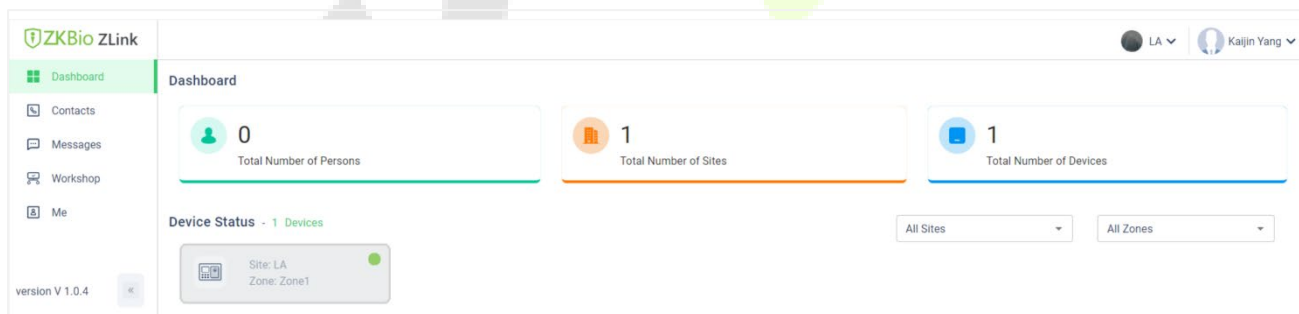 ZKBio ZLink
LA
Kaijin Yang
Dashboard
Contacts
Messages
Workshop
Me
version V 1.0.4
Dashboard
0
Total Number of Persons
1
Total Number of Sites
1
Total Number of Devices
Device Status - 1 Devices
All Sites
All Zones
Site: LA
Zone: Zone1